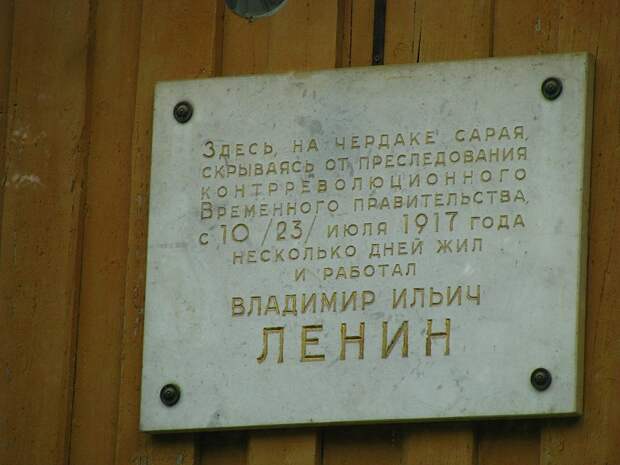 Здесь, на чердаке сарая,
скрываясь от преследования
контрреволюционного
Временного правительства,
с 10 /23/ июля 1917 года
несколько дней жил
и работал
Владимир Ильич
ЛЕНИН